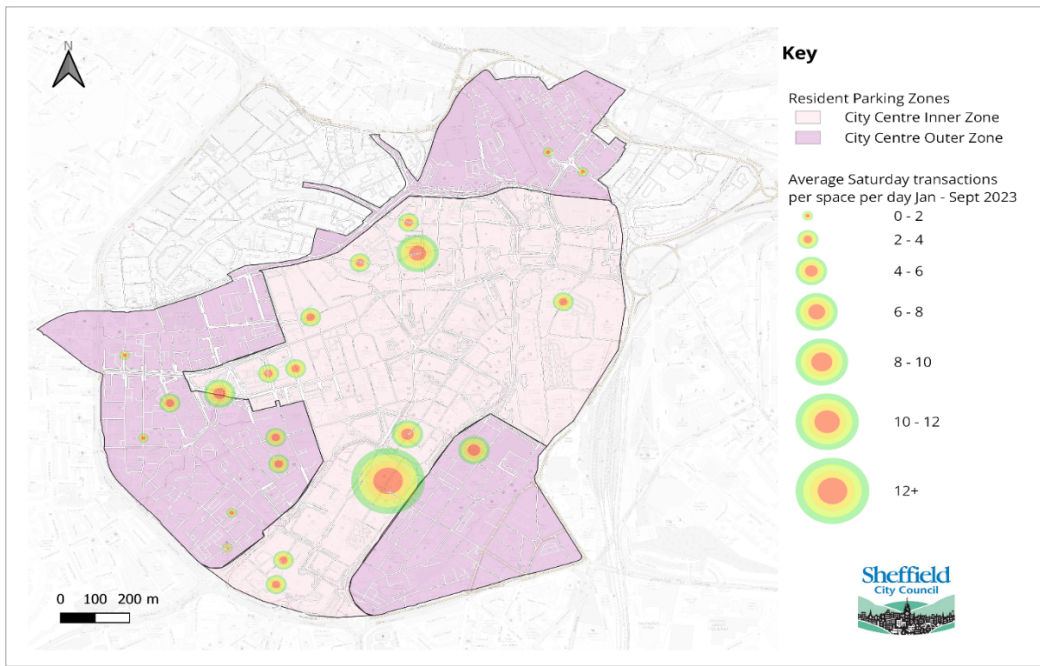 N
Key
Resident Parking Zones
City Centre Inner Zone
City Centre Outer Zone
Average Saturday transactions
per space per day Jan - Sept 2023
0 - 2
2 - 4
4 - 6
6 - 8
8 - 10
10 - 12
12+
0 100 200 m
Sheffield
City Council